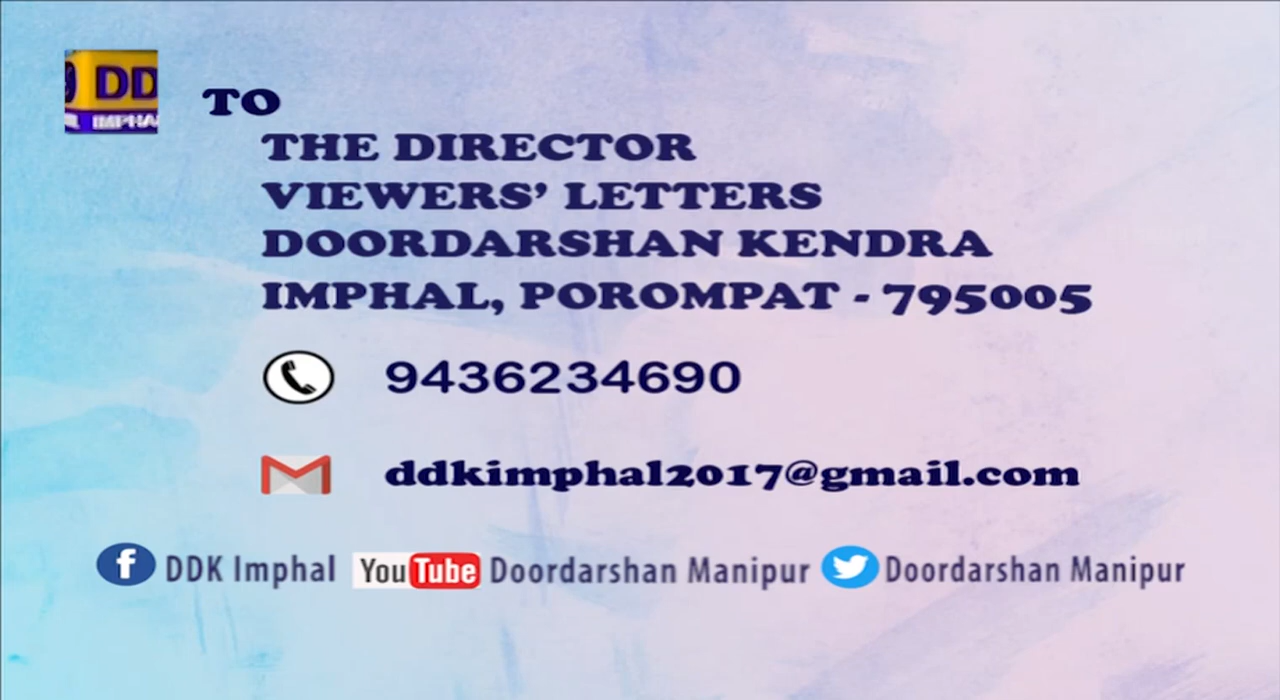 DD
TO
THE DIRECTOR
VIEWERS’ LETTERS
DOORDARSHAN KENDRA
IMPHAL, POROMPAT - 795005
9436234690
ddkimphal2017@gmail.com
DDK Imphal YouTube Doordarshan Manipur Doordarshan Manipur